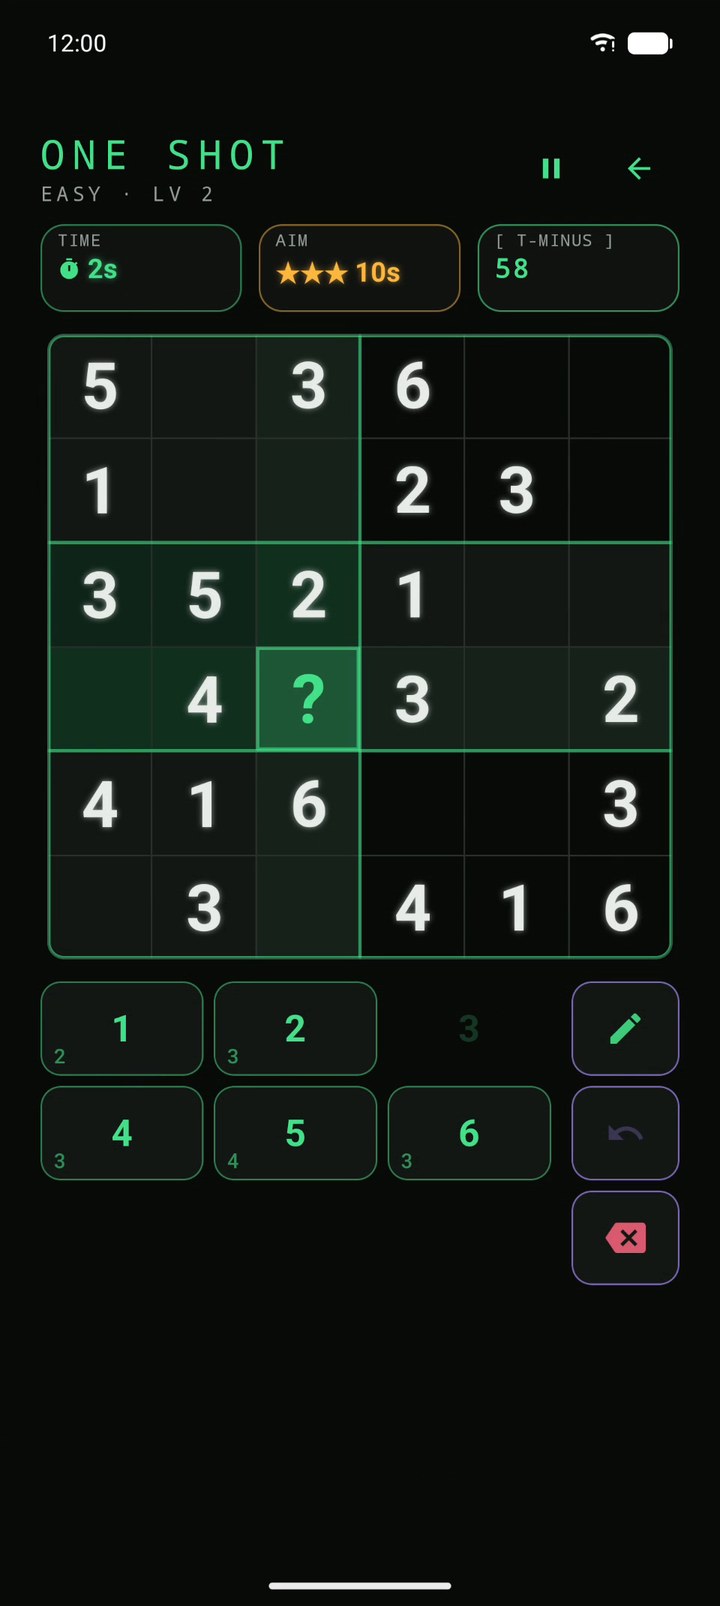 12:00
ONE SHOT
EASY · LV 2
TIME
2s
AIM
★★★ 10s
[ T-MINUS ]
58
5 3 6
1 2 3
3 5 2 1
4 ? 3 2
4 1 6 3
3 4 1 6
1 2
2 3
3
4 3
5 4
6 3